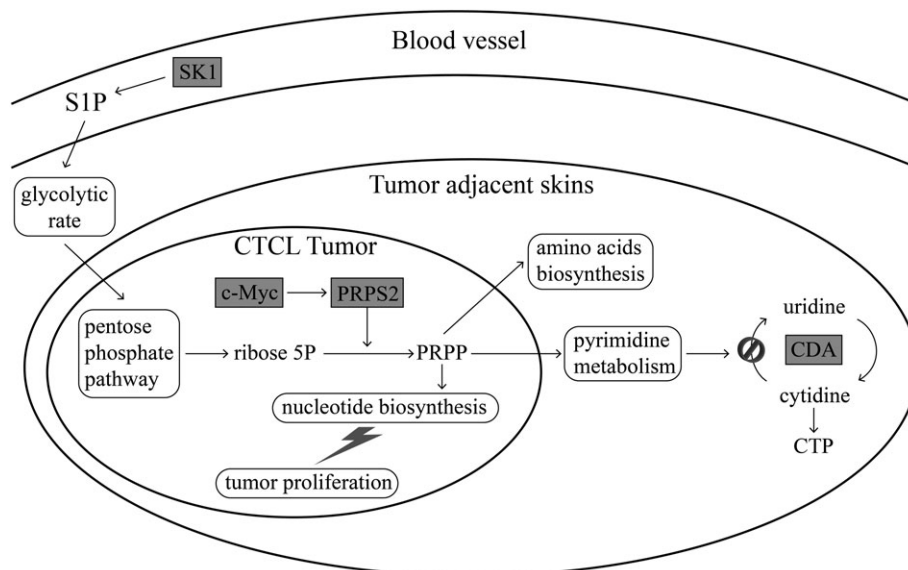 Blood vessel
SK1
S1P
glycolytic
rate
Tumor adjacent skins
CTCL Tumor
amino acids
biosynthesis
c-Myc
PRPS2
pentose
phosphate
pathway
ribose 5P
PRPP
pyrimidine
metabolism
uridine
CDA
cytidine
CTP
nucleotide biosynthesis
tumor proliferation